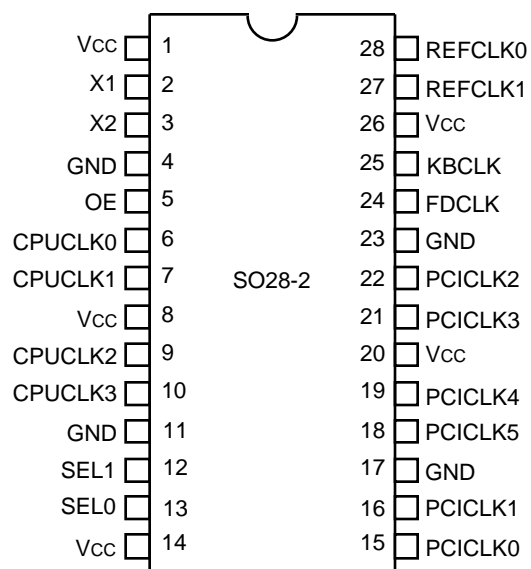 Vcc 1 28 REFCLK0
X1 2 27 REFCLK1
X2 3 26 Vcc
GND 4 25 KBCLK
OE 5 24 FDCLK
CPUCLK0 6 23 GND
CPUCLK1 7 SO28-2 22 PCICLK2
Vcc 8 21 PCICLK3
CPUCLK2 9 20 Vcc
CPUCLK3 10 19 PCICLK4
GND 11 18 PCICLK5
SEL1 12 17 GND
SEL0 13 16 PCICLK1
Vcc 14 15 PCICLK0